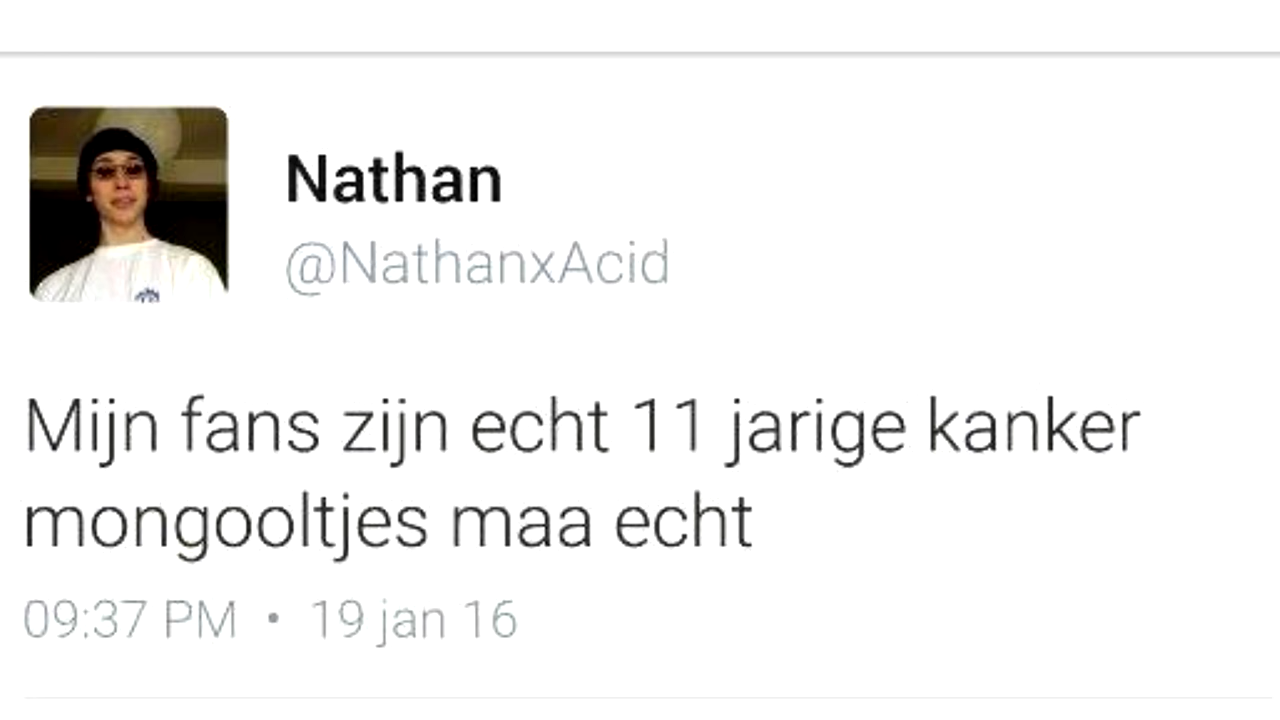 Nathan
@NathanxAcid
Mijn fans zijn echt 11 jarige kanker
mongooltjes maa echt
09:37 PM • 19 jan 16